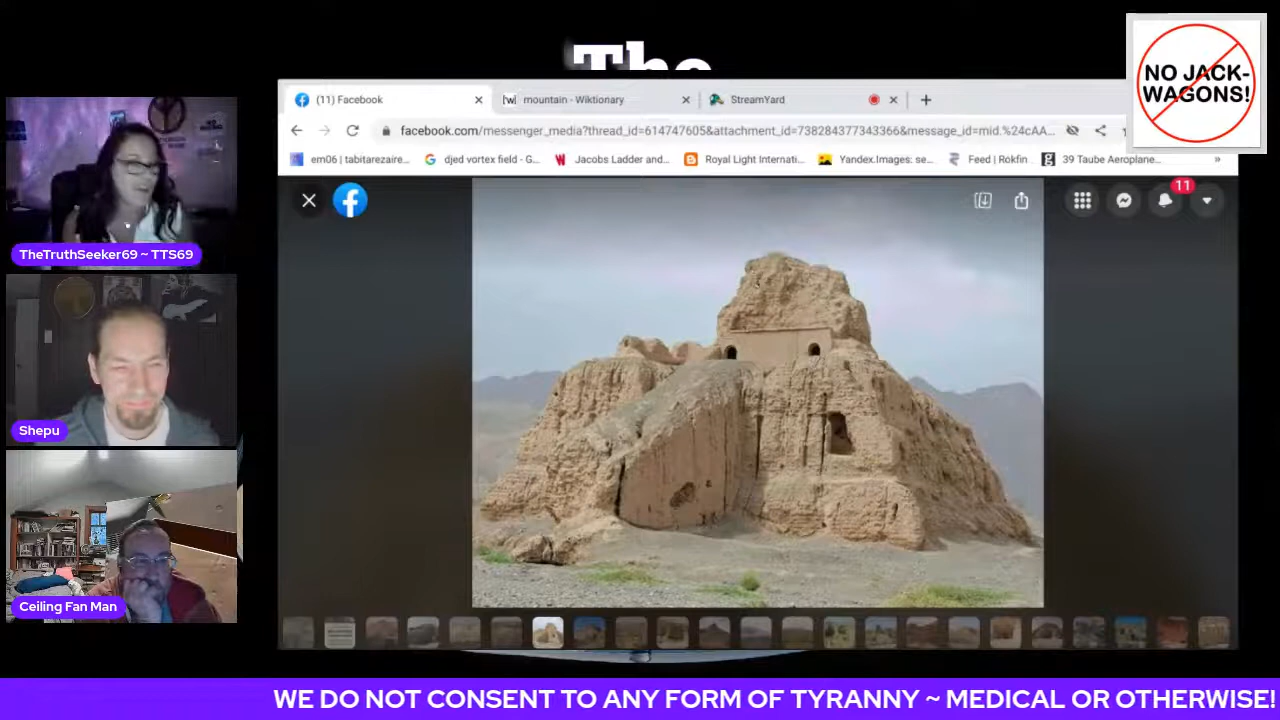 The
NO JACK-
WAGONS!
(11) Facebook
mountain - Wiktionary
StreamYard
facebook.com/messenger_media?thread_id=614747605&attachment_id=738284377343366&message_id=mid.%24cAA...
em06 | tabitarezaire...
djed vortex field - G...
Jacobs Ladder and...
Royal Light Internati...
Yandex.Images: se...
Feed | Rokfin
39 Taube Aeroplane...
»
11
TheTruthSeeker69 ~ TTS69
Shepu
Ceiling Fan Man
WE DO NOT CONSENT TO ANY FORM OF TYRANNY ~ MEDICAL OR OTHERWISE!